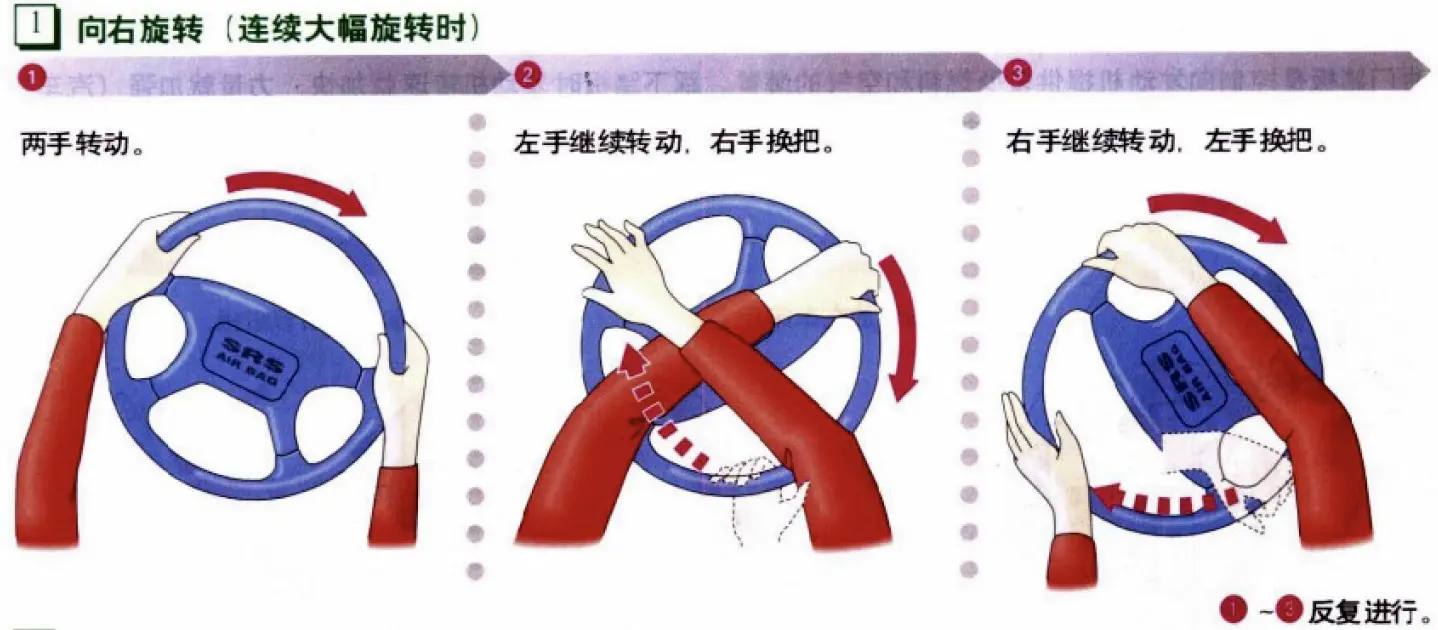 1 向右旋转（连续大幅旋转时）
1 2 3
两手转动。
左手继续转动，右手换把。
右手继续转动，左手换把。
SRS
AIR BAG
SRS
AIR BAG
1 ~3 反复进行。